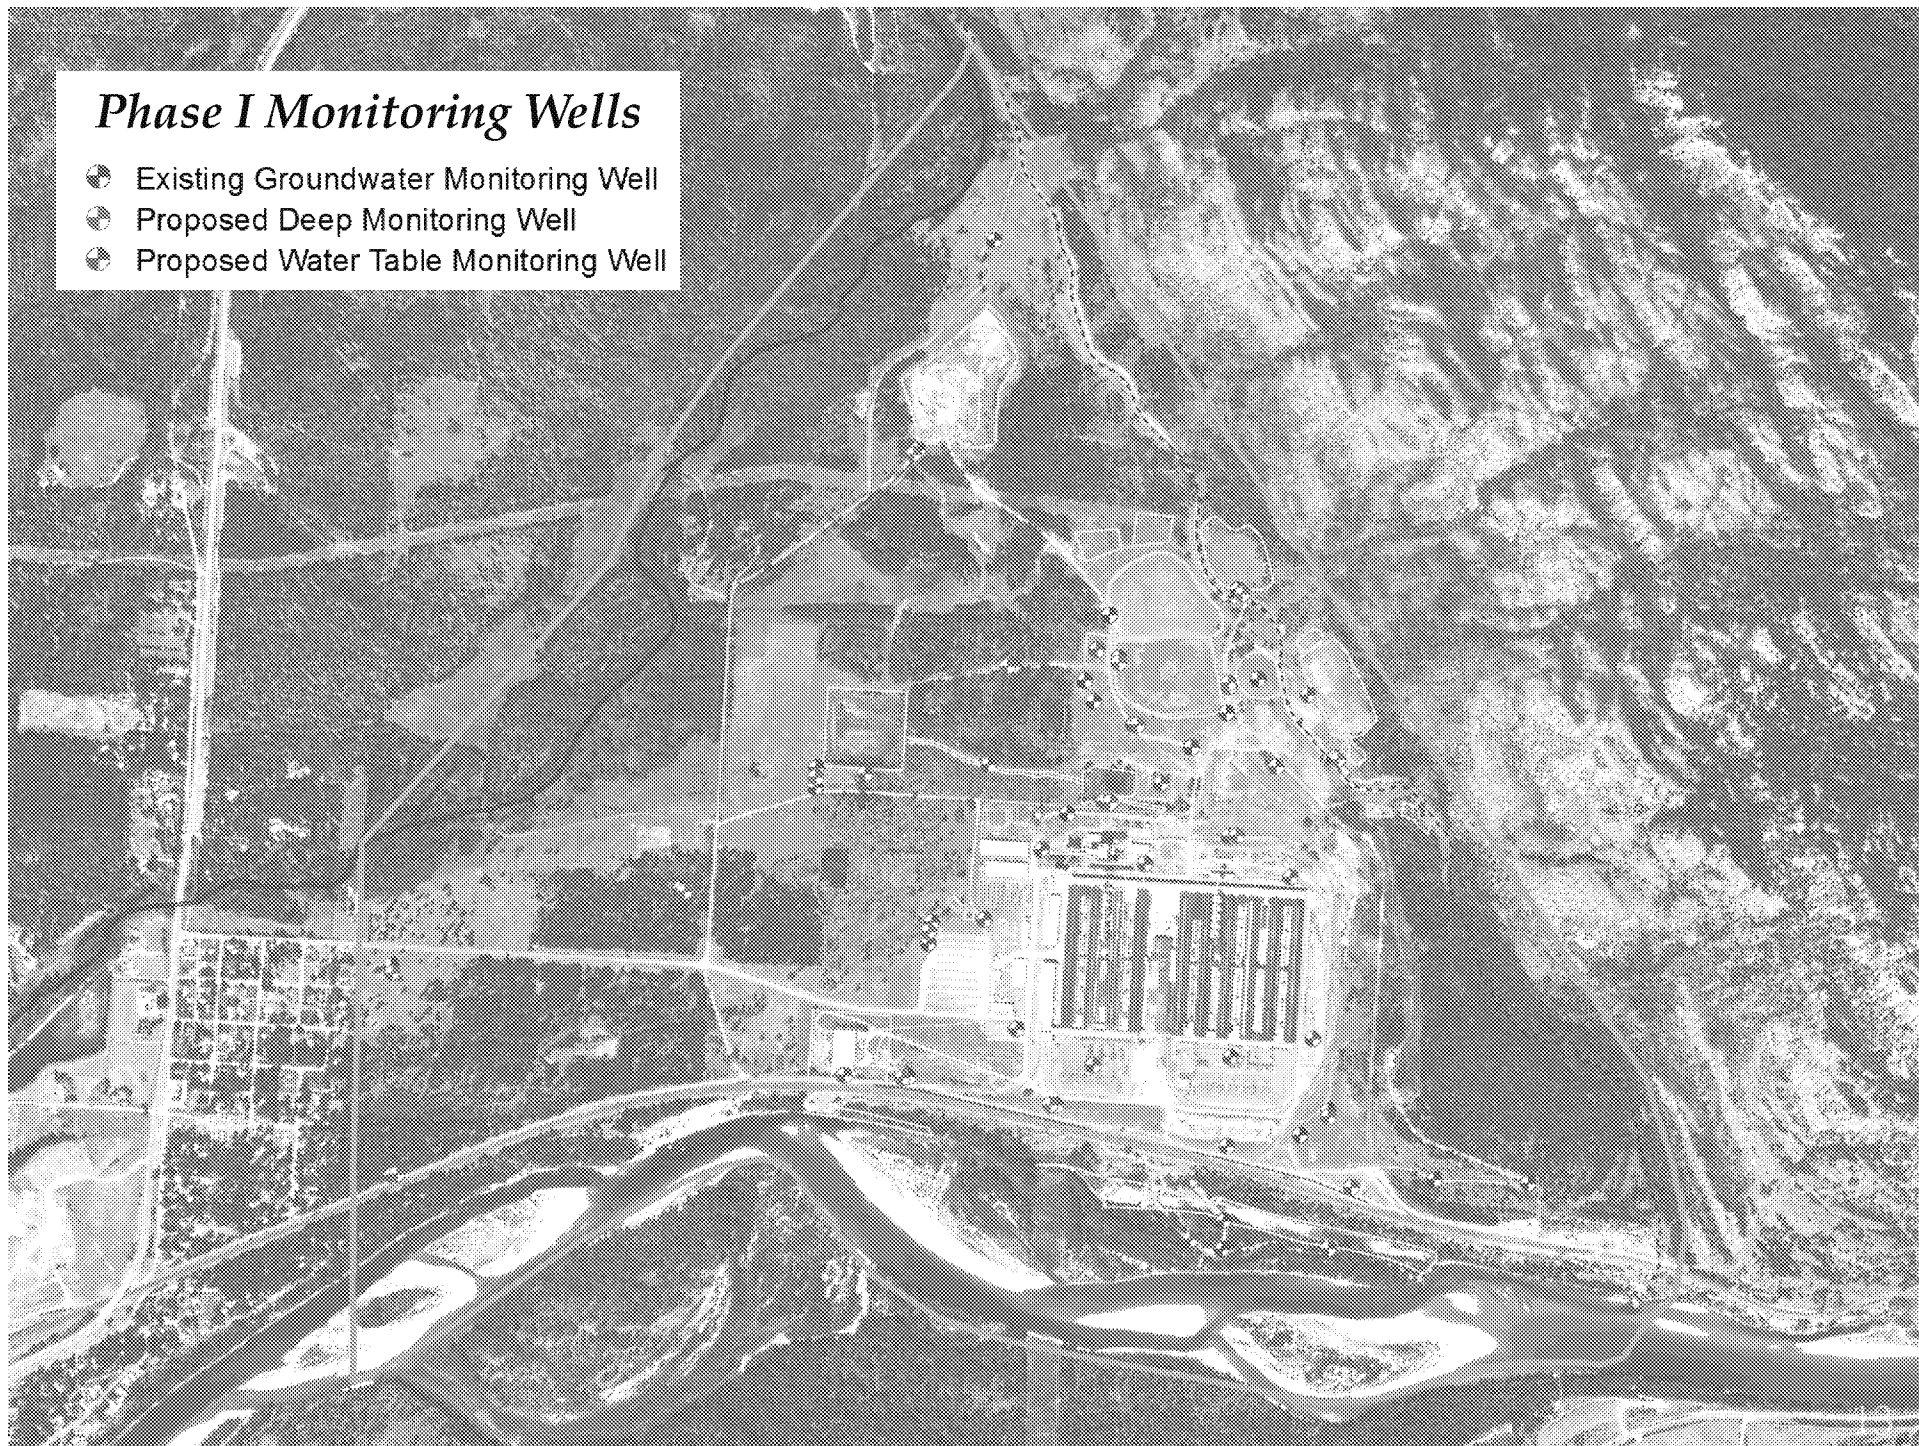 Phase I Monitoring Wells
Existing Groundwater Monitoring Well
Proposed Deep Monitoring Well
Proposed Water Table Monitoring Well